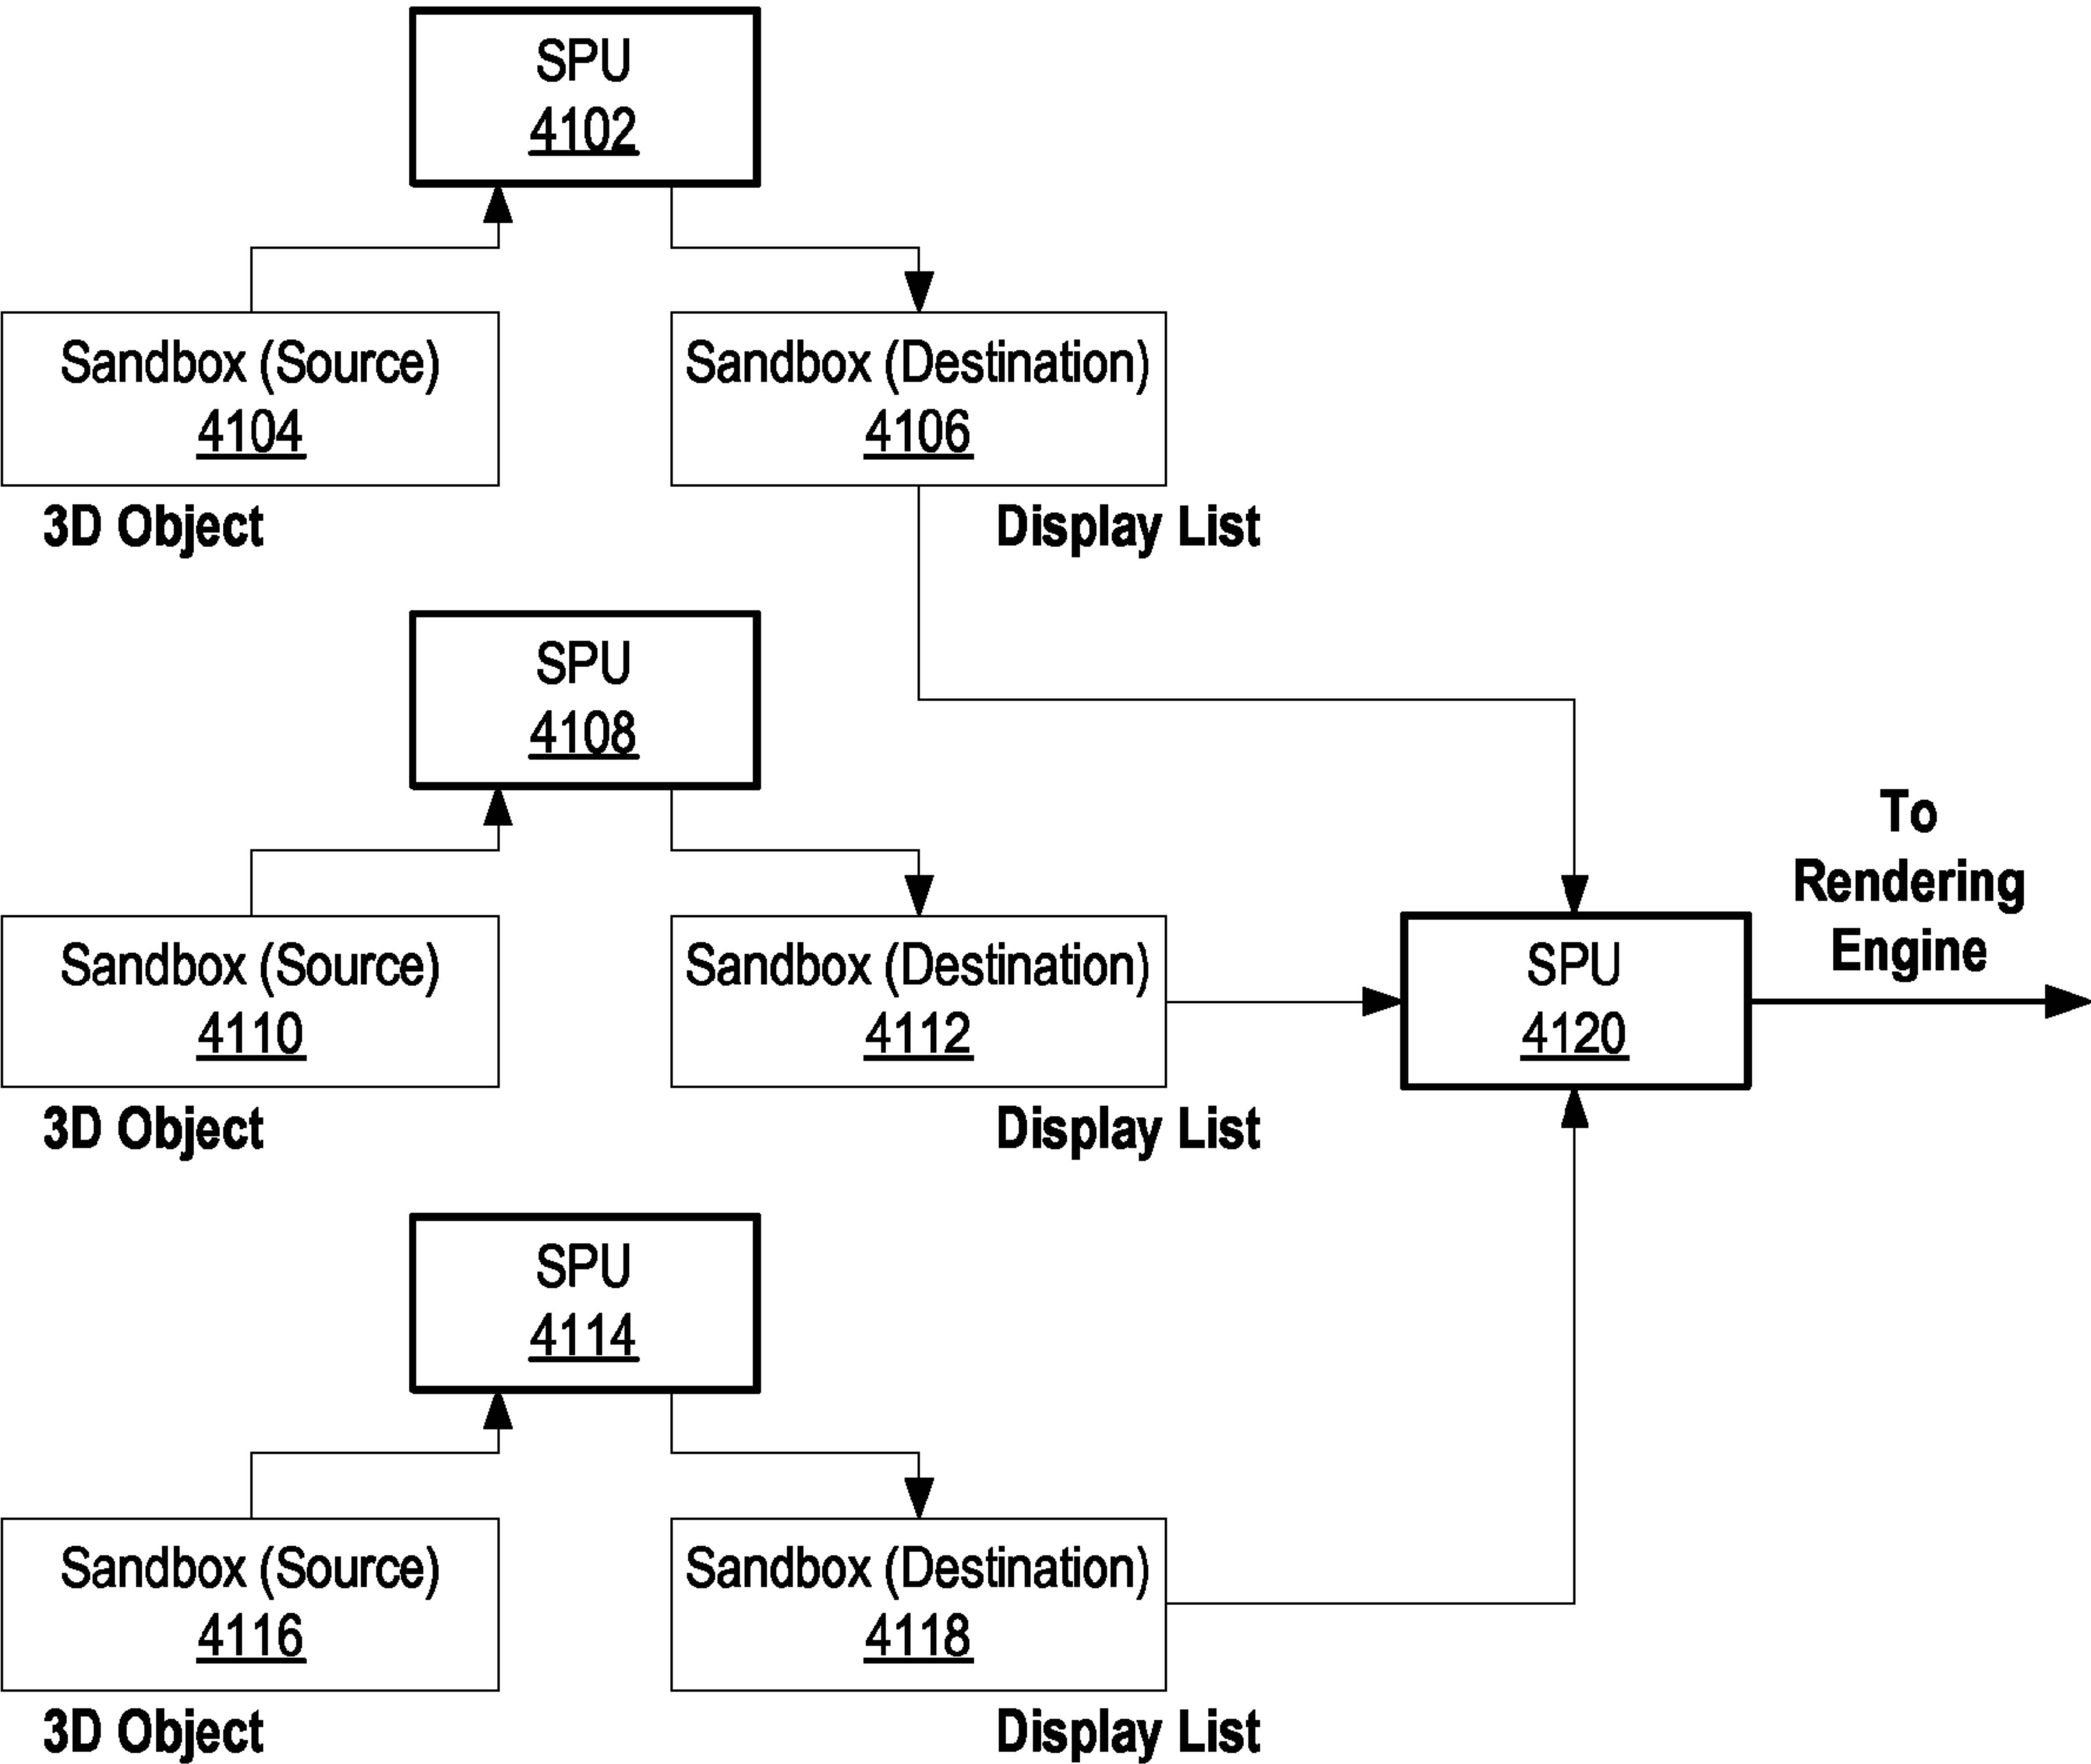 SPU
4102
Sandbox (Source)
4104
3D Object
Sandbox (Destination)
4106
Display List
SPU
4108
Sandbox (Source)
4110
3D Object
Sandbox (Destination)
4112
Display List
SPU
4120
To
Rendering
Engine
SPU
4114
Sandbox (Source)
4116
3D Object
Sandbox (Destination)
4118
Display List